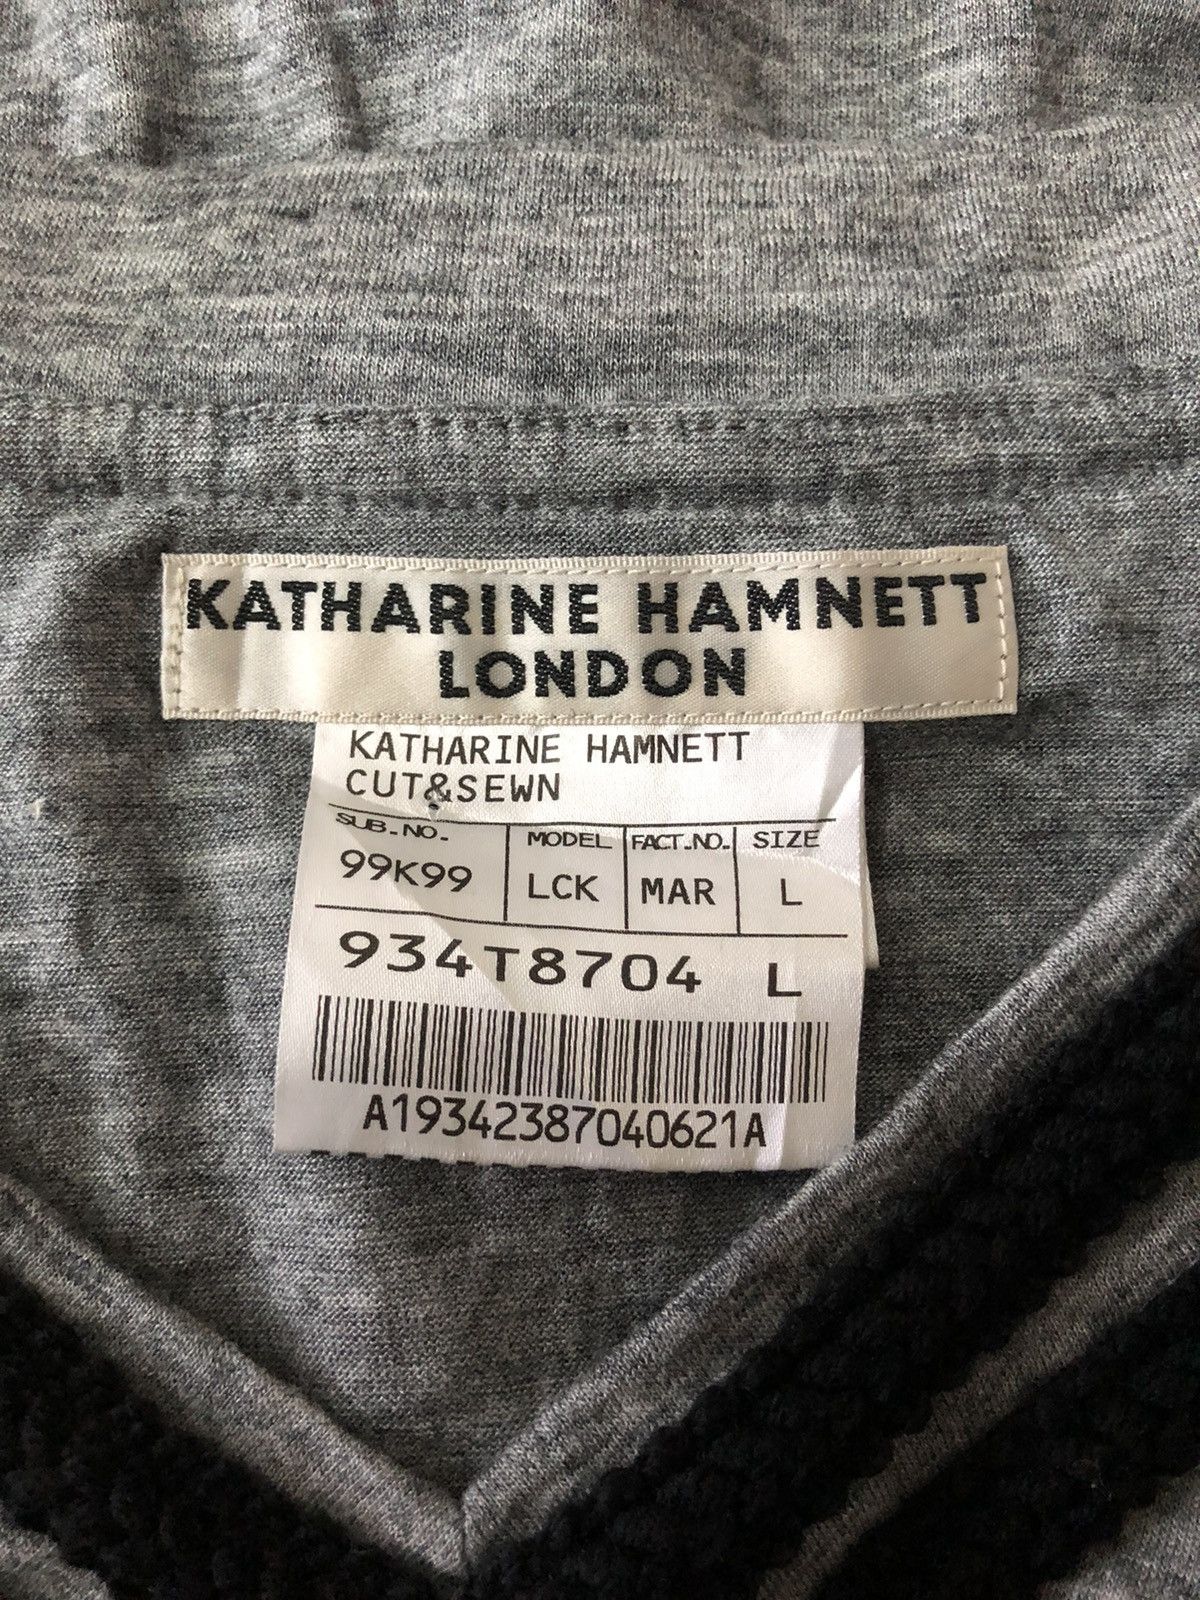 KATHARINE HAMNETT
LONDON
KATHARINE HAMNETT
CUT&SEWN
SUB.NO. MODEL FACT.NO. SIZE
99K99 LCK MAR L
934T8704 L
A19342387040621A